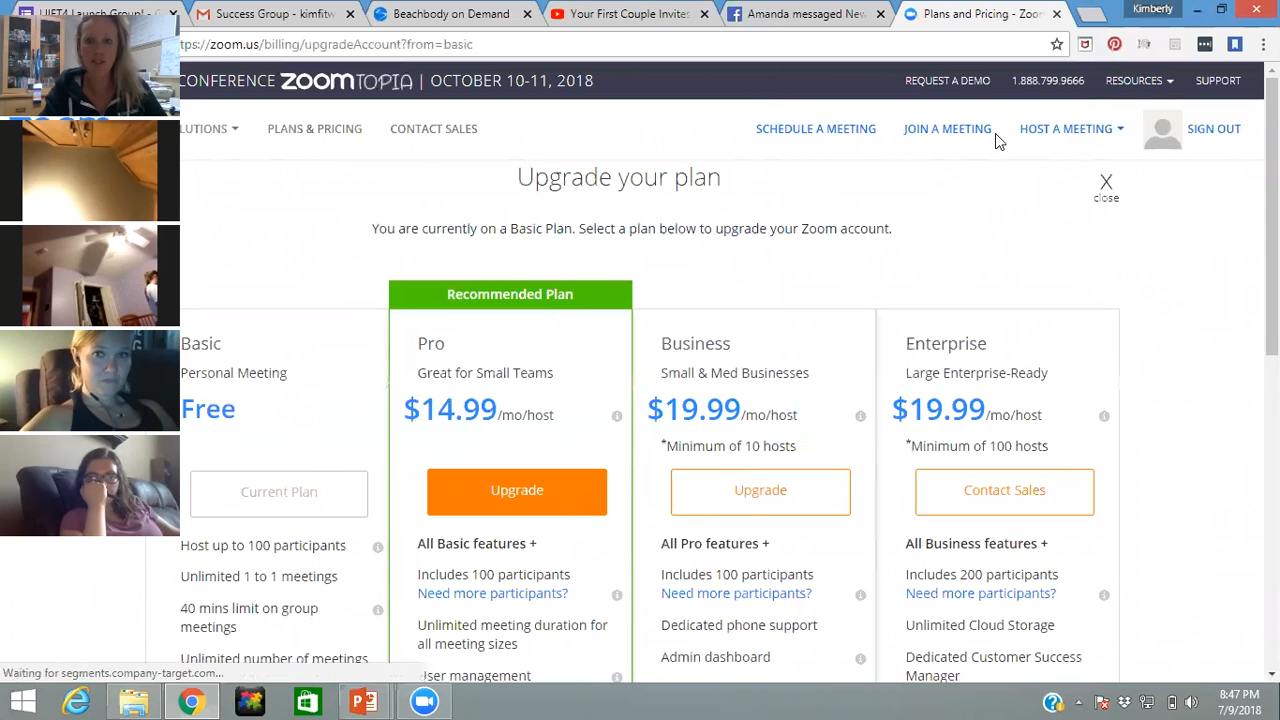 LIIFT4 Launch Group
Success Group - kimfitw
Beachbody on Demand
Your First Couple Invites
Amanda messaged New
Plans and Pricing - Zoo
Kimberly
ttps://zoom.us/billing/upgradeAccount?from=basic
CONFERENCE ZOOMTOPIA | OCTOBER 10-11, 2018
REQUEST A DEMO
1.888.799.9666
RESOURCES
SUPPORT
LUTIONS
PLANS & PRICING
CONTACT SALES
SCHEDULE A MEETING
JOIN A MEETING
HOST A MEETING
SIGN OUT
Upgrade your plan
X
close
You are currently on a Basic Plan. Select a plan below to upgrade your Zoom account.
Recommended Plan
Basic
Personal Meeting
Free
Current Plan
Host up to 100 participants
Unlimited 1 to 1 meetings
40 mins limit on group
meetings
Unlimited number of meetings
Pro
Great for Small Teams
$14.99/mo/host
Upgrade
All Basic features +
Includes 100 participants
Need more participants?
Unlimited meeting duration for
all meeting sizes
User management
Business
Small & Med Businesses
$19.99/mo/host
*Minimum of 10 hosts
Upgrade
All Pro features +
Includes 100 participants
Need more participants?
Dedicated phone support
Admin dashboard
Enterprise
Large Enterprise-Ready
$19.99/mo/host
*Minimum of 100 hosts
Contact Sales
All Business features +
Includes 200 participants
Need more participants?
Unlimited Cloud Storage
Dedicated Customer Success
Manager
Waiting for segments.company-target.com...
8:47 PM
7/9/2018